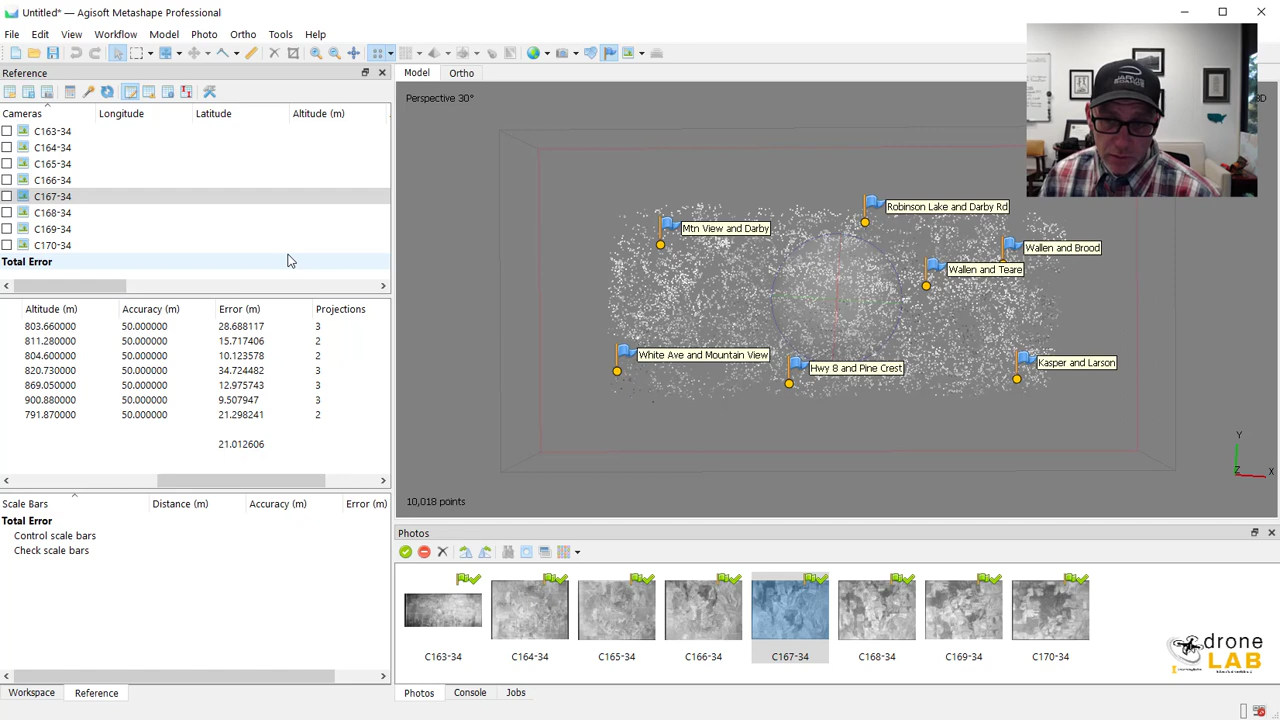 Untitled* — Agisoft Metashape Professional
File Edit View Workflow Model Photo Ortho Tools Help
Reference
Model Ortho
Cameras Longitude Latitude Altitude (m)
Perspective 30°
C163-34
C164-34
C165-34
C166-34
C167-34
C168-34
C169-34
C170-34
Total Error
Altitude (m) Accuracy (m) Error (m) Projections
803.660000 50.000000 28.688117 3
811.280000 50.000000 15.717406 2
804.600000 50.000000 10.123578 2
820.730000 50.000000 34.724482 3
869.050000 50.000000 12.975743 3
900.880000 50.000000 9.507947 3
791.870000 50.000000 21.298241 2
21.012606
Scale Bars Distance (m) Accuracy (m) Error (m)
Total Error
Control scale bars
Check scale bars
Workspace Reference
Robinson Lake and Darby Rd
Mtn View and Darby
Wallen and Brood
Wallen and Teare
White Ave and Mountain View
Hwy 8 and Pine Crest
Kasper and Larson
Y
Z
X
10,018 points
Photos
C163-34 C164-34 C165-34 C166-34 C167-34 C168-34 C169-34 C170-34
Photos Console Jobs
JARVIS
drone
LAB